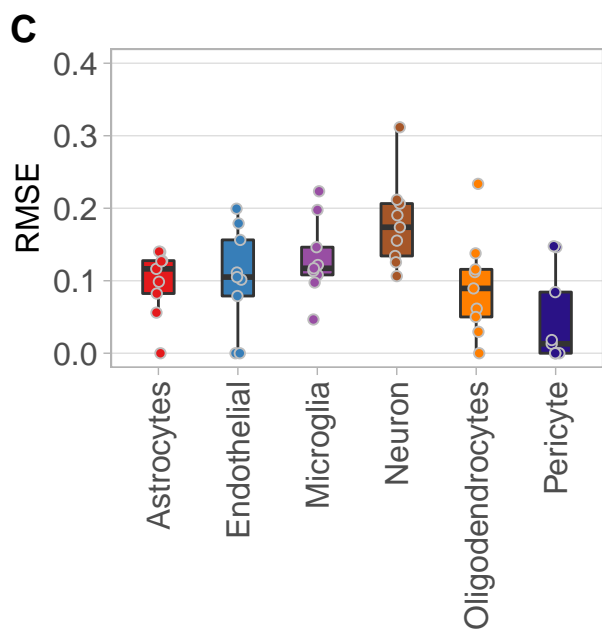 C
RMSE
0.4
0.3
0.2
0.1
0.0
Astrocytes
Endothelial
Microglia
Neuron
Oligodendrocytes
Pericyte